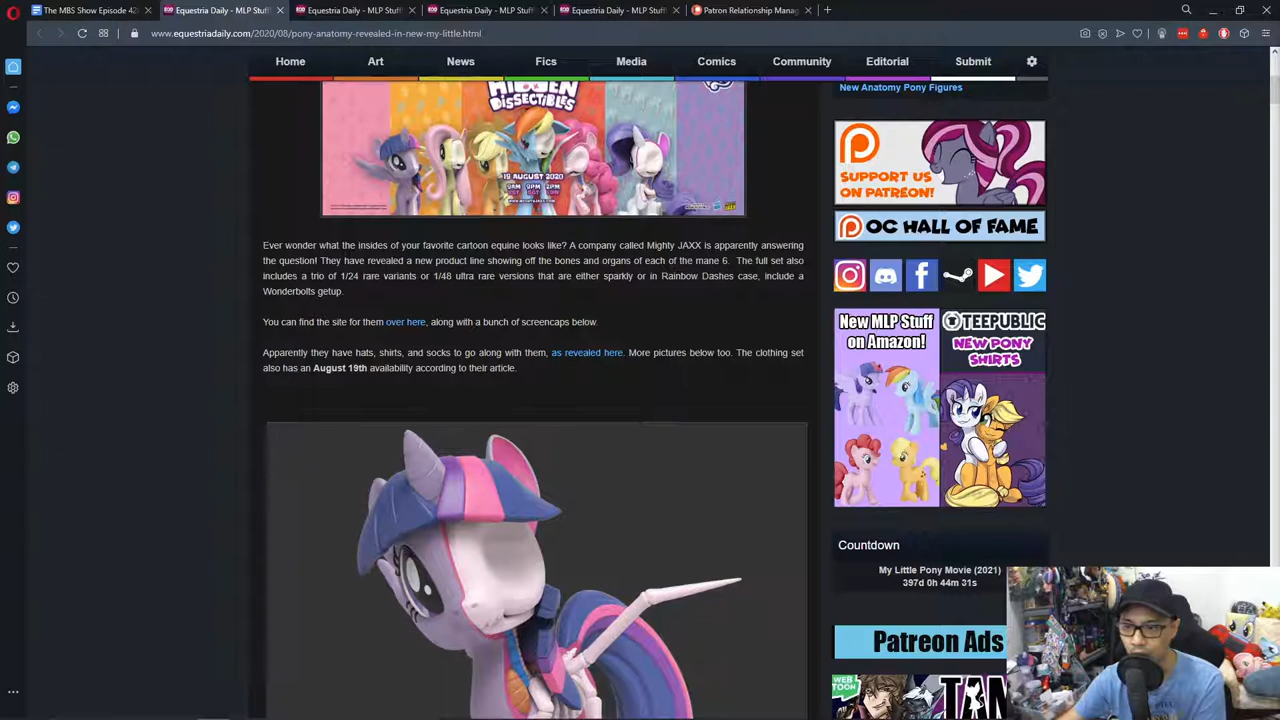 The MBS Show Episode 42
Equestria Daily - MLP Stuf
Equestria Daily - MLP Stuff
Equestria Daily - MLP Stuff
Equestria Daily - MLP Stuf
Patron Relationship Manag
www.equestriadaily.com/2020/08/pony-anatomy-revealed-in-new-my-little.html
Home
Art
News
Fics
Media
Comics
Community
Editorial
Submit
HIDDEN
DISSECTIBLES
19 AUGUST 2020
9AM 9PM 2PM
New Anatomy Pony Figures
SUPPORT US
ON PATREON!
OC HALL OF FAME
Ever wonder what the insides of your favorite cartoon equine looks like? A company called Mighty JAXX is apparently answering
the question! They have revealed a new product line showing off the bones and organs of each of the mane 6. The full set also
includes a trio of 1/24 rare variants or 1/48 ultra rare versions that are either sparkly or in Rainbow Dashes case, include a
Wonderbolts getup.
You can find the site for them over here, along with a bunch of screencaps below.
Apparently they have hats, shirts, and socks to go along with them, as revealed here. More pictures below too. The clothing set
also has an August 19th availability according to their article.
New MLP Stuff
on Amazon!
TEEPUBLIC
NEW PONY
SHIRTS
Countdown
My Little Pony Movie (2021)
397d 0h 44m 31s
Patreon Ads
WEB
TOON